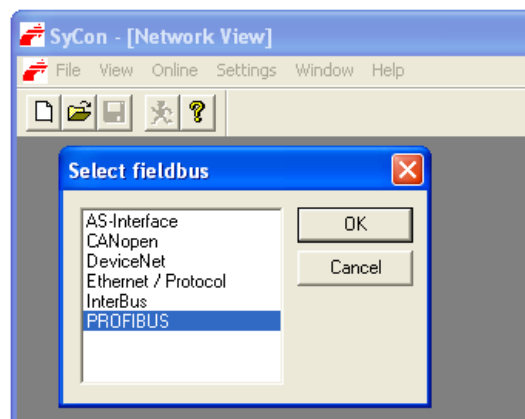 SyCon - [Network View]
File View Online Settings Window Help
Select fieldbus
AS-Interface
CANopen
DeviceNet
Ethernet / Protocol
InterBus
PROFIBUS
OK
Cancel